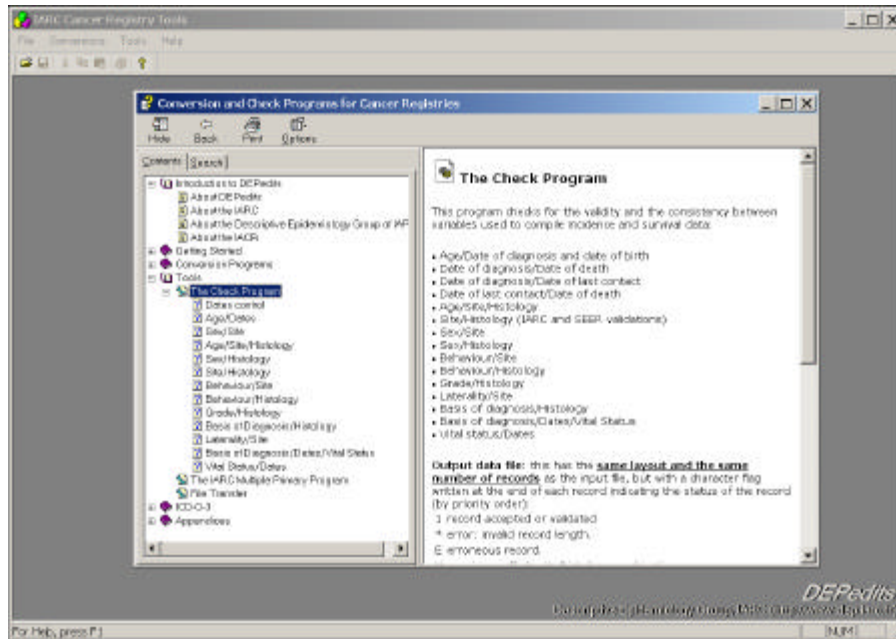 IARC Cancer Registry Tools
File Conversions Tools Help
Conversion and Check Programs for Cancer Registries
Hide Back Print Options
Contents Search
Introduction to DEPedits
About DEPedits
About the IARC
About the Descriptive Epidemiology Group of IAR
About the IACR
Getting Started
Conversion Programs
Tools
The Check Program
Dates control
Age/Dates
Sex/Site
Age/Site/Histology
Sex/Histology
Site/Histology
Behaviour/Site
Behaviour/Histology
Grade/Histology
Basis of Diagnosis/Histology
Laterality/Site
Basis of Diagnosis/Dates/Vital Status
Vital Status/Dates
The IARC Multiple Primary Program
File Transfer
ICD-O-3
Appendices
The Check Program
This program checks for the validity and the consistency between
variables used to compile incidence and survival data:
• Age/Date of diagnosis and date of birth
• Date of diagnosis/Date of death
• Date of diagnosis/Date of last contact
• Date of last contact/Date of death
• Age/Site/Histology
• Site/Histology (IARC and SEER validations)
• Sex/Site
• Sex/Histology
• Behaviour/Site
• Behaviour/Histology
• Grade/Histology
• Laterality/Site
• Basis of diagnosis/Histology
• Basis of diagnosis/Dates/Vital Status
• Vital status/Dates
Output data file: this has the same layout and the same
number of records as the input file, but with a character flag
written at the end of each record indicating the status of the record
(by priority order):
1 record accepted or validated
* error: invalid record length.
E erroneous record.
DEPedits
For Help, press F1
NUM